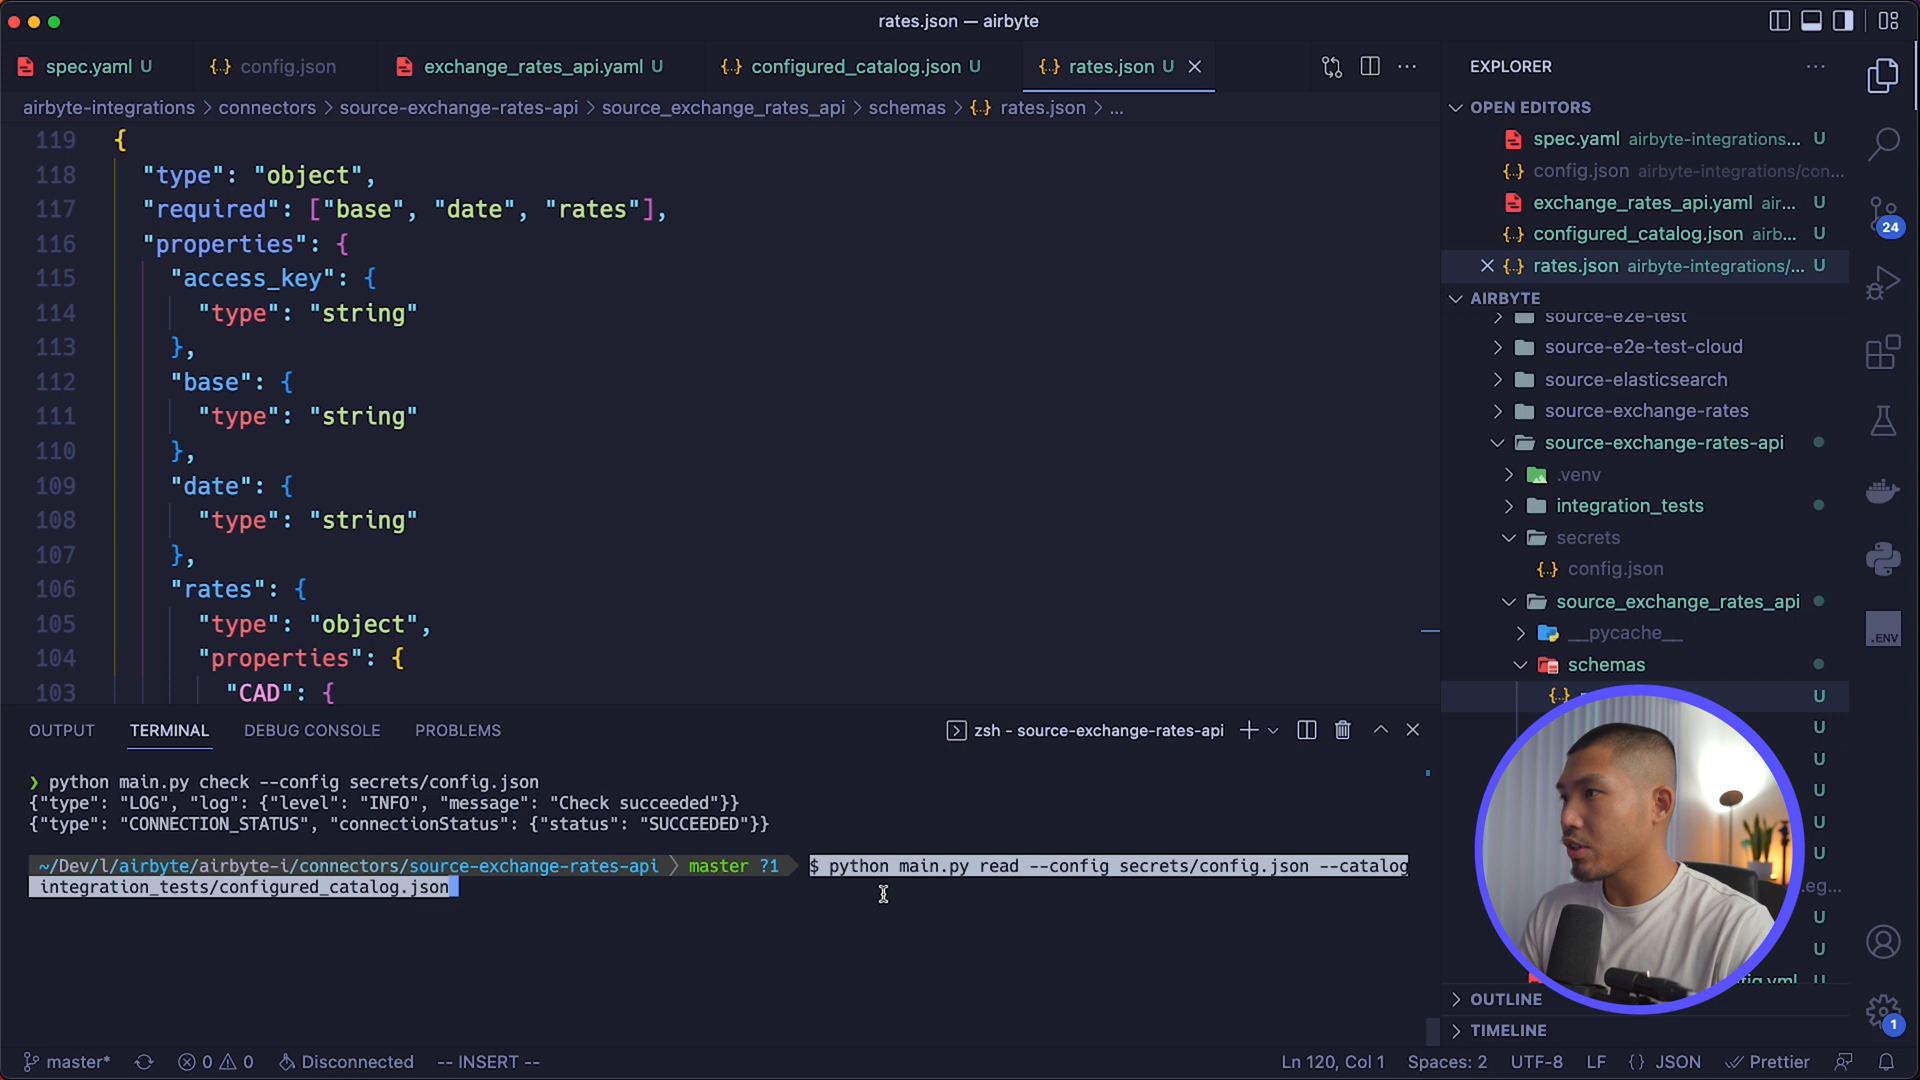 rates.json — airbyte
spec.yaml U
config.json
exchange_rates_api.yaml U
configured_catalog.json U
rates.json U
airbyte-integrations > connectors > source-exchange-rates-api > source_exchange_rates_api > schemas > {..} rates.json > ...
119 {
118 "type": "object",
117 "required": ["base", "date", "rates"],
116 "properties": {
115 "access_key": {
114 "type": "string"
113 },
112 "base": {
111 "type": "string"
110 },
109 "date": {
108 "type": "string"
107 },
106 "rates": {
105 "type": "object",
104 "properties": {
103 "CAD": {
OUTPUT
TERMINAL
DEBUG CONSOLE
PROBLEMS
zsh - source-exchange-rates-api
❯ python main.py check --config secrets/config.json
{"type": "LOG", "log": {"level": "INFO", "message": "Check succeeded"}}
{"type": "CONNECTION_STATUS", "connectionStatus": {"status": "SUCCEEDED"}}
~/Dev/l/airbyte/airbyte-i/connectors/source-exchange-rates-api > master ?1 $ python main.py read --config secrets/config.json --catalog
integration_tests/configured_catalog.json
EXPLORER
OPEN EDITORS
spec.yaml airbyte-integrations... U
config.json airbyte-integrations/con...
exchange_rates_api.yaml air... U
configured_catalog.json airb... U
rates.json airbyte-integrations/... U
AIRBYTE
source-e2e-test
source-e2e-test-cloud
source-elasticsearch
source-exchange-rates
source-exchange-rates-api
.venv
integration_tests
secrets
{..} config.json
source_exchange_rates_api
__pycache__
schemas
U
U
U
U
U
U
.eg...
U
U
U
OUTLINE
TIMELINE
24
.ENV
1
master*
0 0
Disconnected
-- INSERT --
Ln 120, Col 1
Spaces: 2
UTF-8
LF
{} JSON
Prettier